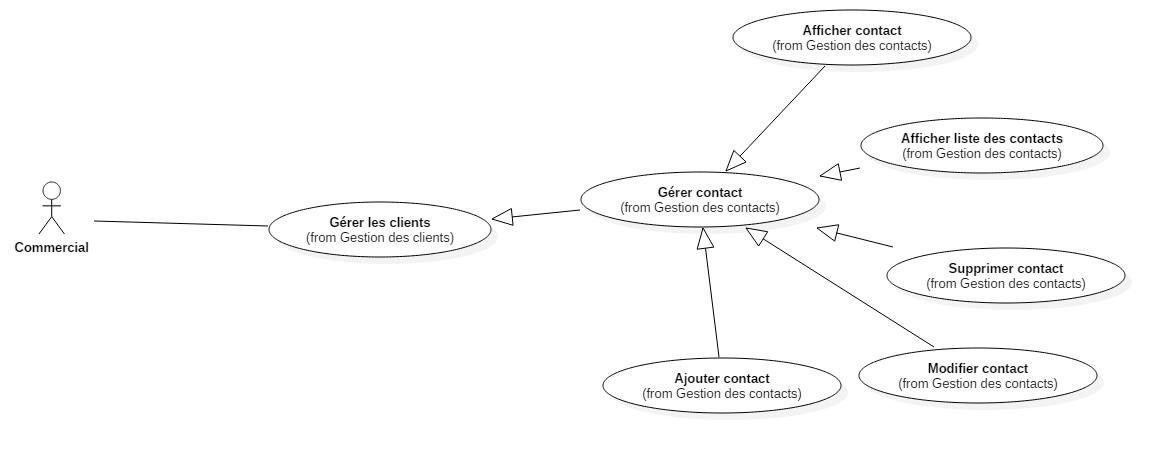 Afficher contact
(from Gestion des contacts)
Afficher liste des contacts
(from Gestion des contacts)
Gérer contact
(from Gestion des contacts)
Commercial
Gérer les clients
(from Gestion des clients)
Supprimer contact
(from Gestion des contacts)
Ajouter contact
(from Gestion des contacts)
Modifier contact
(from Gestion des contacts)